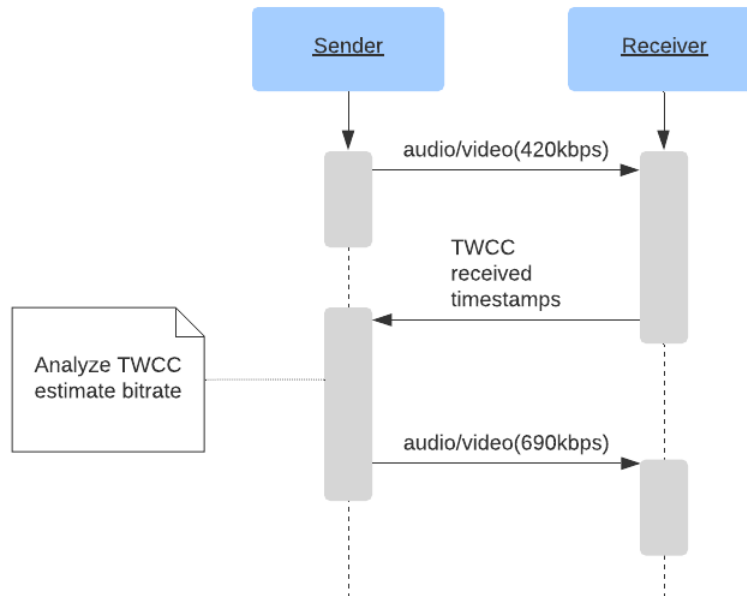 Sender
Receiver
audio/video(420kbps)
TWCC
received
timestamps
Analyze TWCC
estimate bitrate
audio/video(690kbps)